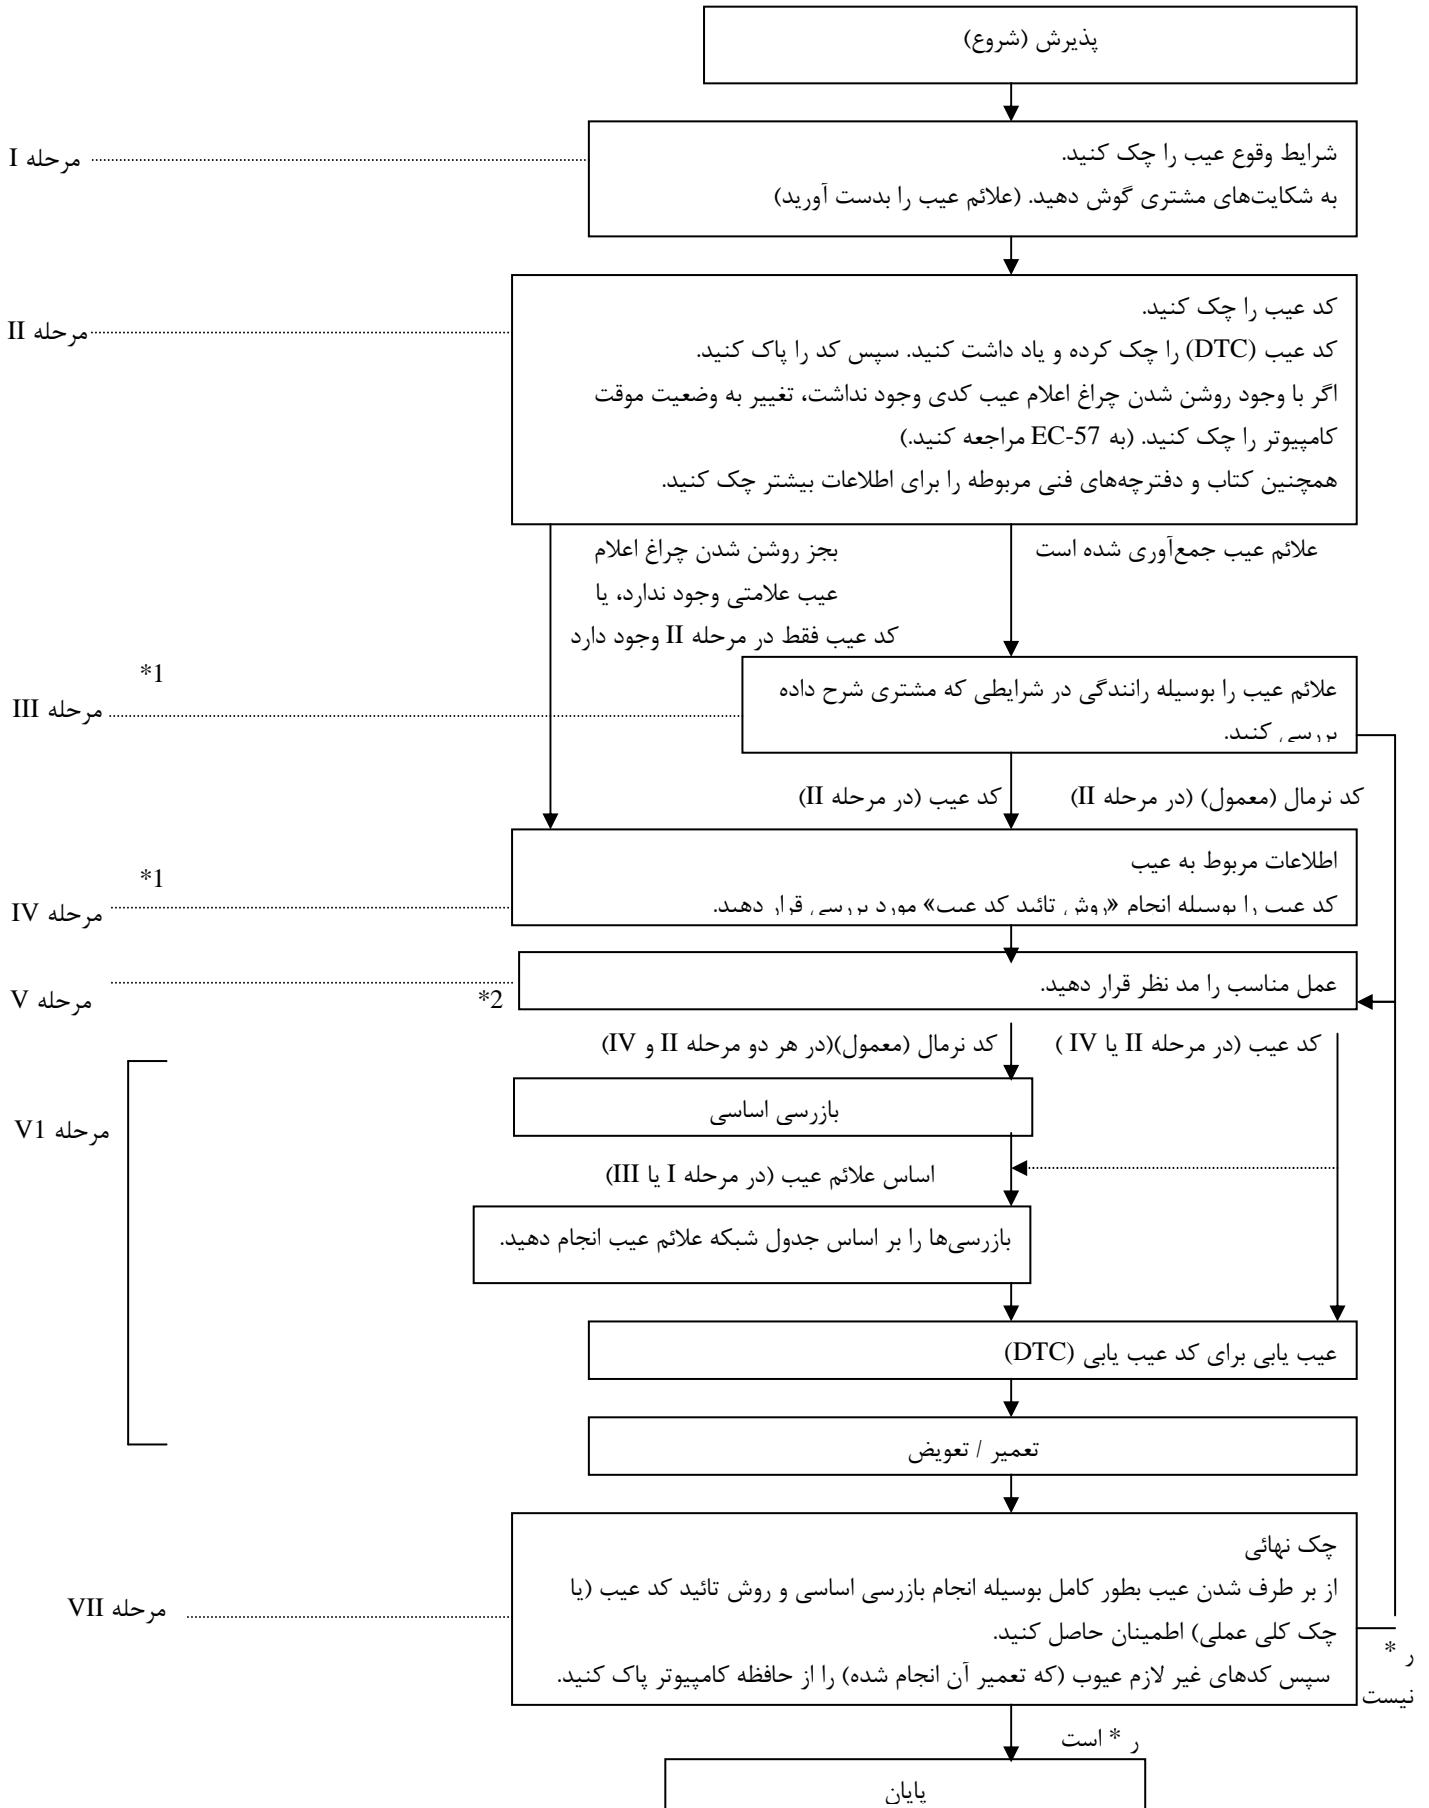 پذیرش (شروع)
مرحله I
شرایط وقوع عیب را چک کنید.
به شکایت‌های مشتری گوش دهید. (علائم عیب را بدست آورید)
مرحله II
کد عیب را چک کنید.
کد عیب (DTC) را چک کرده و یاد داشت کنید. سپس کد را پاک کنید.
اگر با وجود روشن شدن چراغ اعلام عیب کدی وجود نداشت، تغییر به وضعیت موقت
کامپیوتر را چک کنید. (به EC-57 مراجعه کنید.)
همچنین کتاب و دفترچه‌های فنی مربوطه را برای اطلاعات بیشتر چک کنید.
علائم عیب جمع‌آوری شده است
بجز روشن شدن چراغ اعلام
عیب علامتی وجود ندارد، یا
کد عیب فقط در مرحله II وجود دارد
*1
مرحله III
علائم عیب را بوسیله رانندگی در شرایطی که مشتری شرح داده
بررسی کنید.
کد نرمال (معمول) (در مرحله II)
کد عیب (در مرحله II)
*1
مرحله IV
اطلاعات مربوط به عیب
کد عیب را بوسیله انجام «روش تائید کد عیب» مورد بررسی قرار دهید.
مرحله V
*2
عمل مناسب را مد نظر قرار دهید.
کد عیب (در مرحله II یا IV )
کد نرمال (معمول)(در هر دو مرحله II و IV)
مرحله V1
بازرسی اساسی
اساس علائم عیب (در مرحله I یا III)
بازرسی‌ها را بر اساس جدول شبکه علائم عیب انجام دهید.
عیب یابی برای کد عیب یابی (DTC)
تعمیر / تعویض
مرحله VII
چک نهائی
از بر طرف شدن عیب بطور کامل بوسیله انجام بازرسی اساسی و روش تائید کد عیب (یا
چک کلی عملی) اطمینان حاصل کنید.
سپس کدهای غیر لازم عیوب (که تعمیر آن انجام شده) را از حافظه کامپیوتر پاک کنید.
ر *
نیست
ر * است
پایان